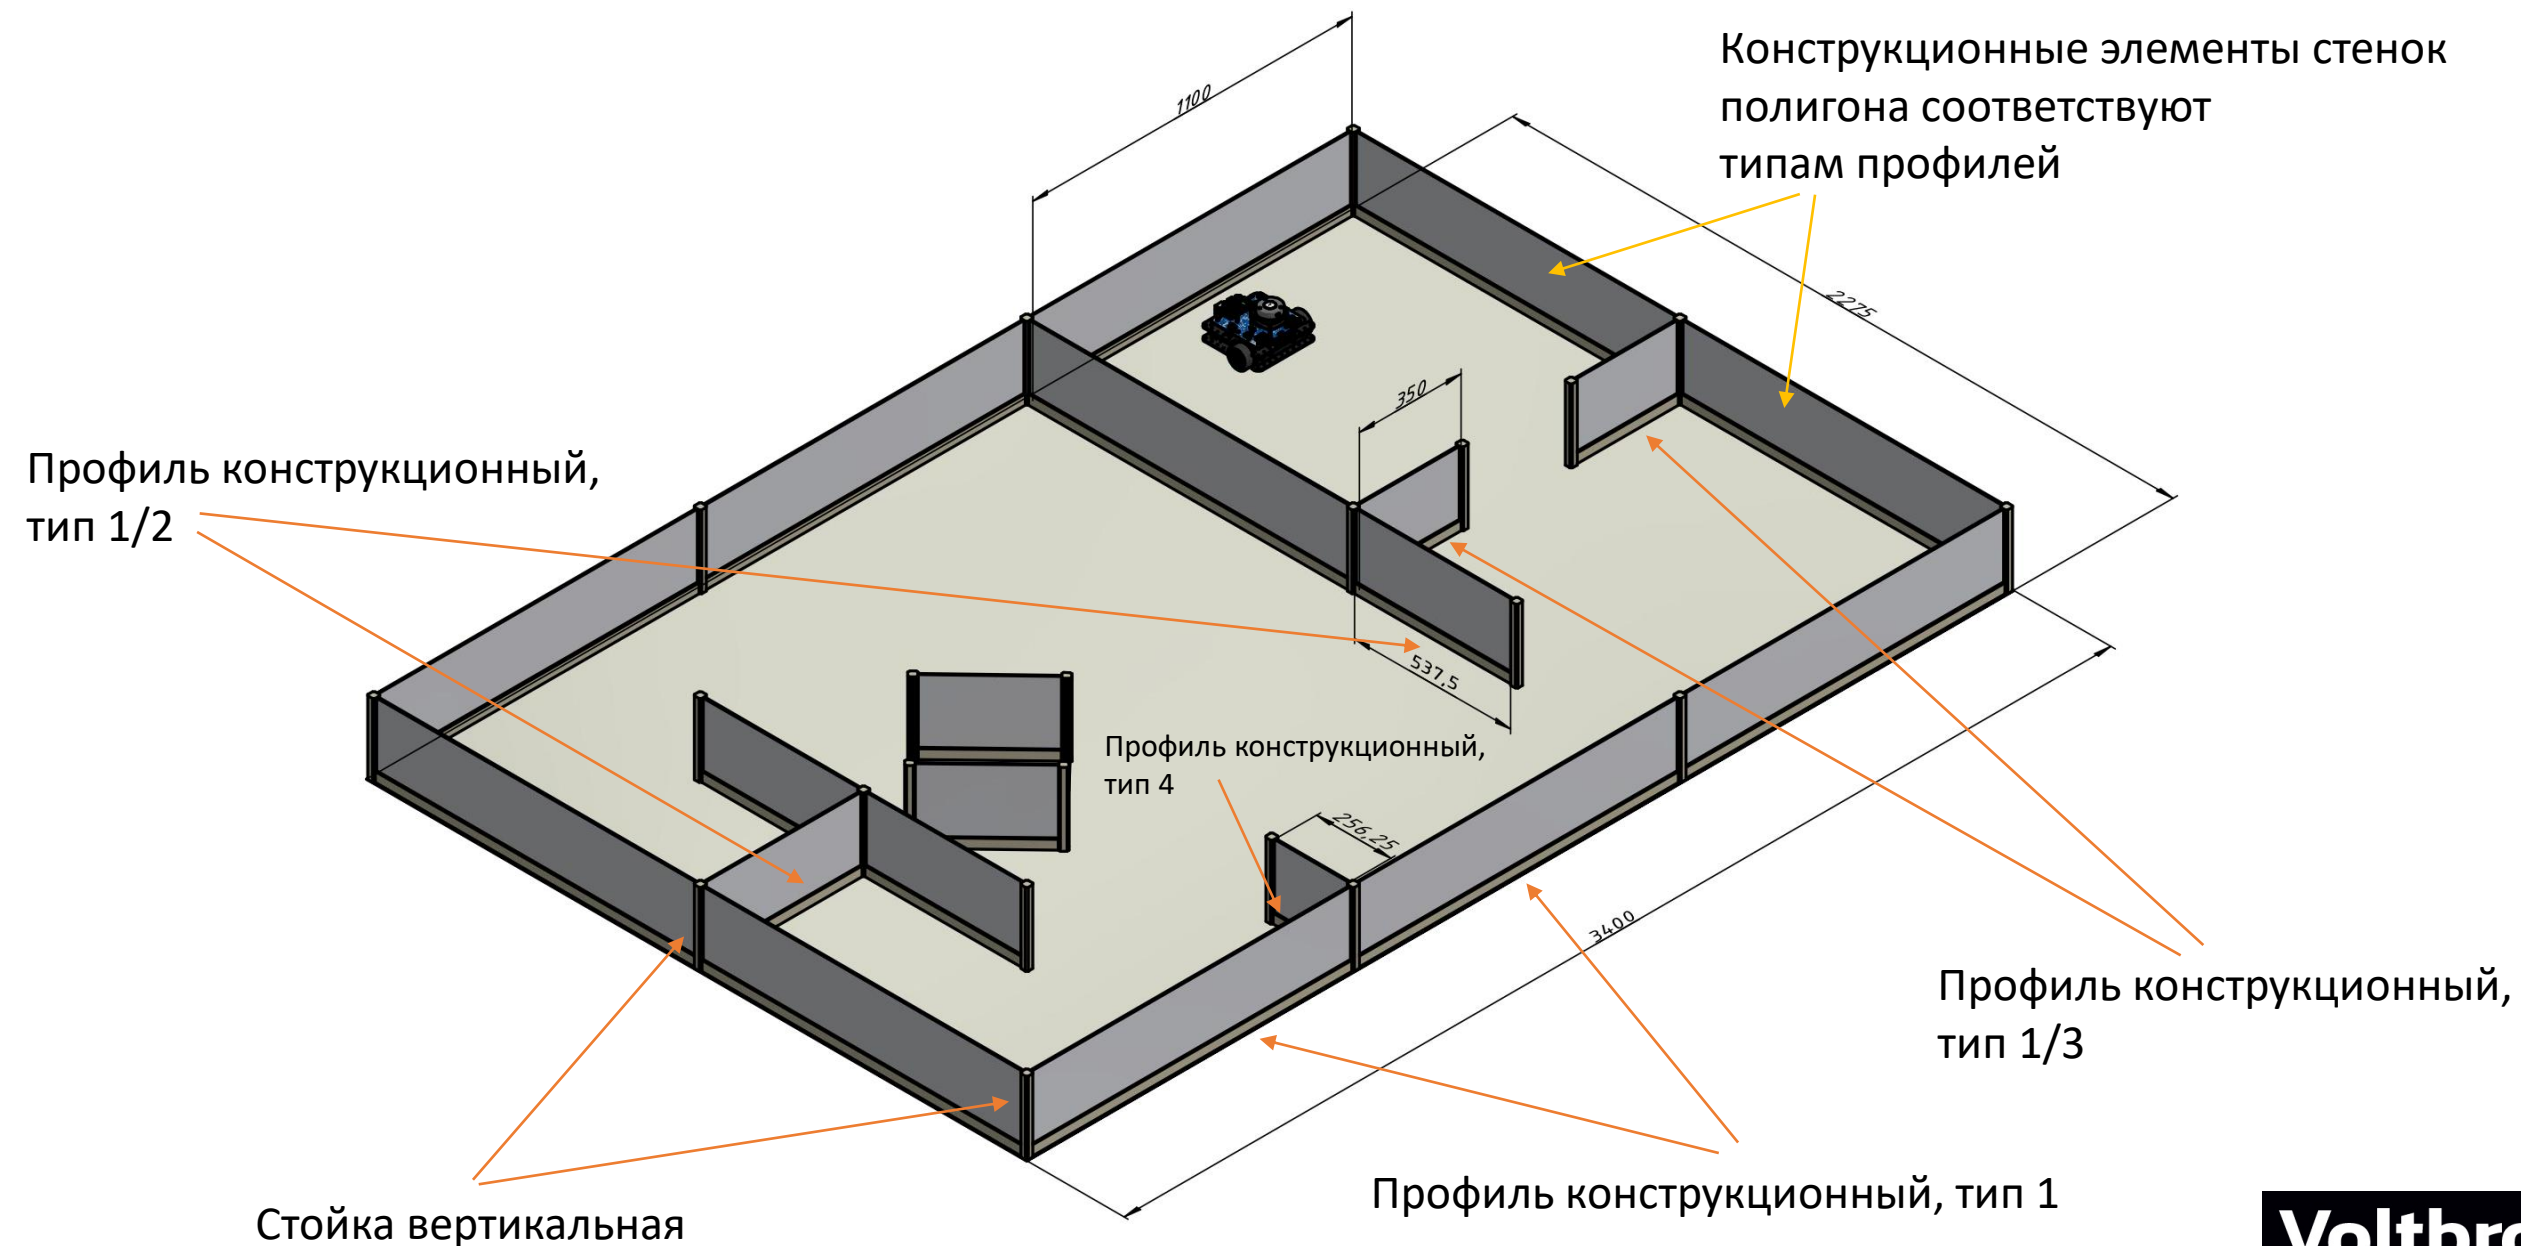 1100
Конструкционные элементы стенок
полигона соответствуют
типам профилей
2275
350
Профиль конструкционный,
тип 1/2
537,5
Профиль конструкционный,
тип 4
256,25
3400
Профиль конструкционный,
тип 1/3
Профиль конструкционный, тип 1
Стойка вертикальная